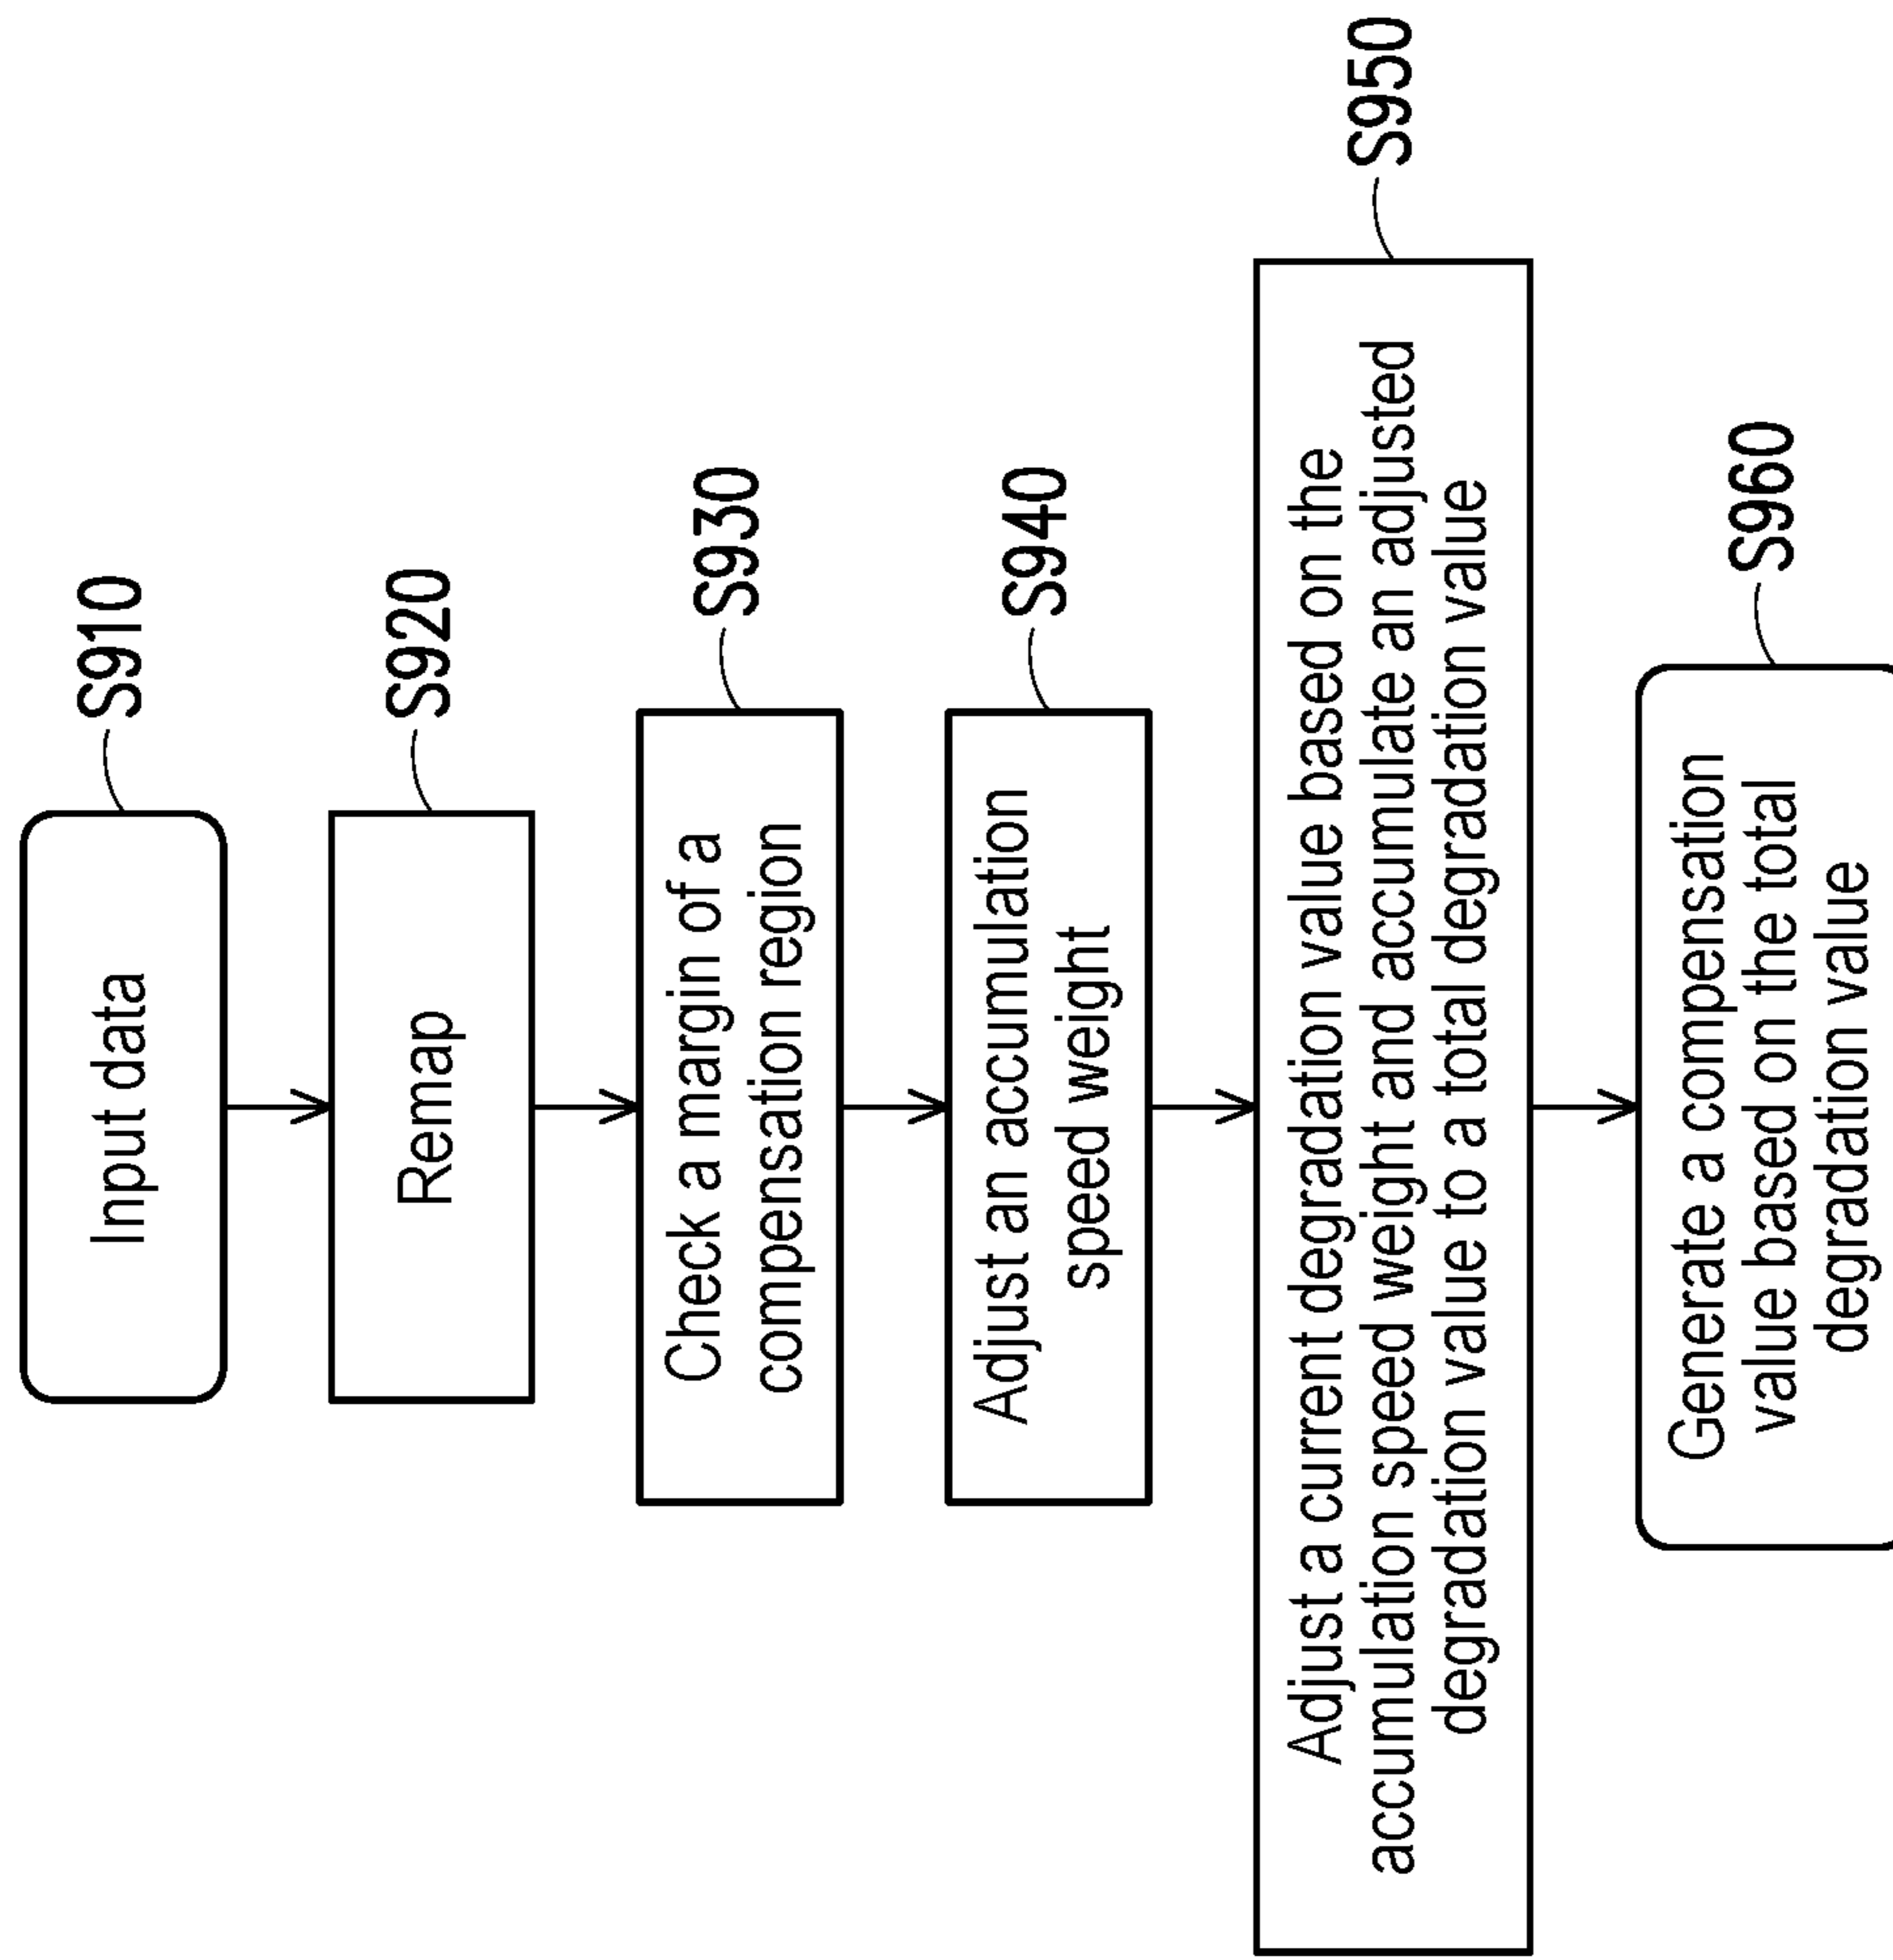 Input data
S910
Remap
S920
Check a margin of a
compensation region
S930
Adjust an accumulation
speed weight
S940
Adjust a current degradation value based on the
accumulation speed weight and accumulate an adjusted
degradation value to a total degradation value
S950
Generate a compensation
value based on the total
degradation value
S960